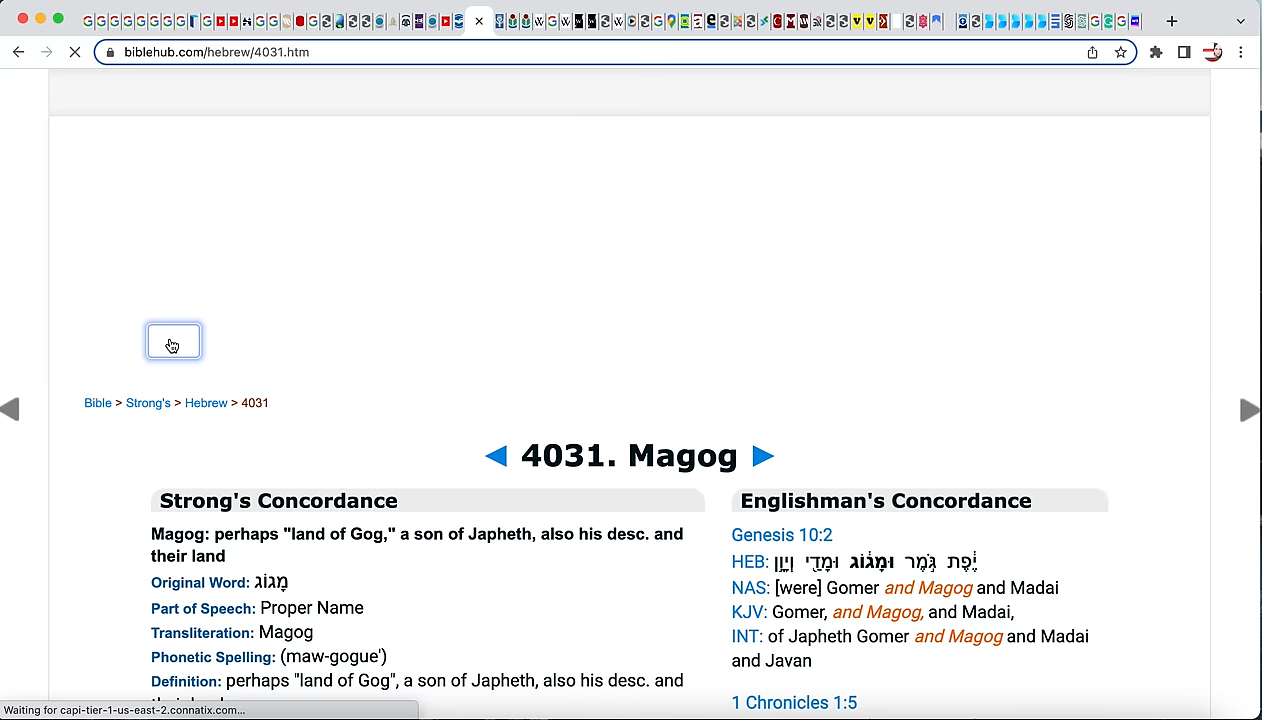 biblehub.com/hebrew/4031.htm
Bible > Strong's > Hebrew > 4031
◄ 4031. Magog ►
Strong's Concordance
Magog: perhaps "land of Gog," a son of Japheth, also his desc. and
their land
Original Word: מָגוֹג
Part of Speech: Proper Name
Transliteration: Magog
Phonetic Spelling: (maw-gogue')
Definition: perhaps "land of Gog", a son of Japheth, also his desc. and
Englishman's Concordance
Genesis 10:2
HEB: יֶ֔פֶת גֹּ֣מֶר וּמָג֔וֹג וּמָדַ֖י וְיָוָ֣ן
NAS: [were] Gomer and Magog and Madai
KJV: Gomer, and Magog, and Madai,
INT: of Japheth Gomer and Magog and Madai
and Javan
1 Chronicles 1:5
Waiting for capi-tier-1-us-east-2.connatix.com...